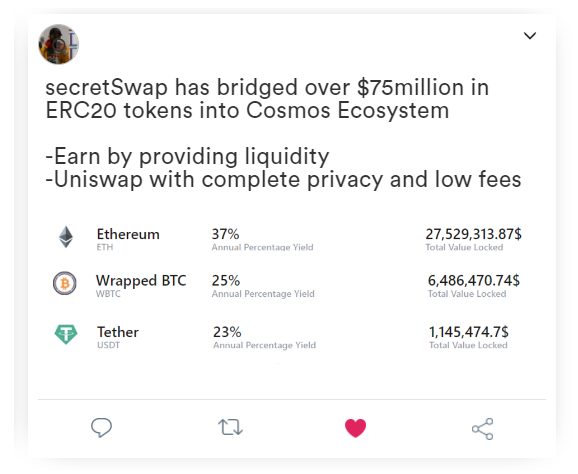 secretSwap has bridged over $75million in
ERC20 tokens into Cosmos Ecosystem
-Earn by providing liquidity
-Uniswap with complete privacy and low fees
Ethereum 37% 27,529,313.87$
ETH Annual Percentage Yield Total Value Locked
Wrapped BTC 25% 6,486,470.74$
WBTC Annual Percentage Yield Total Value Locked
Tether 23% 1,145,474.7$
USDT Annual Percentage Yield Total Value Locked